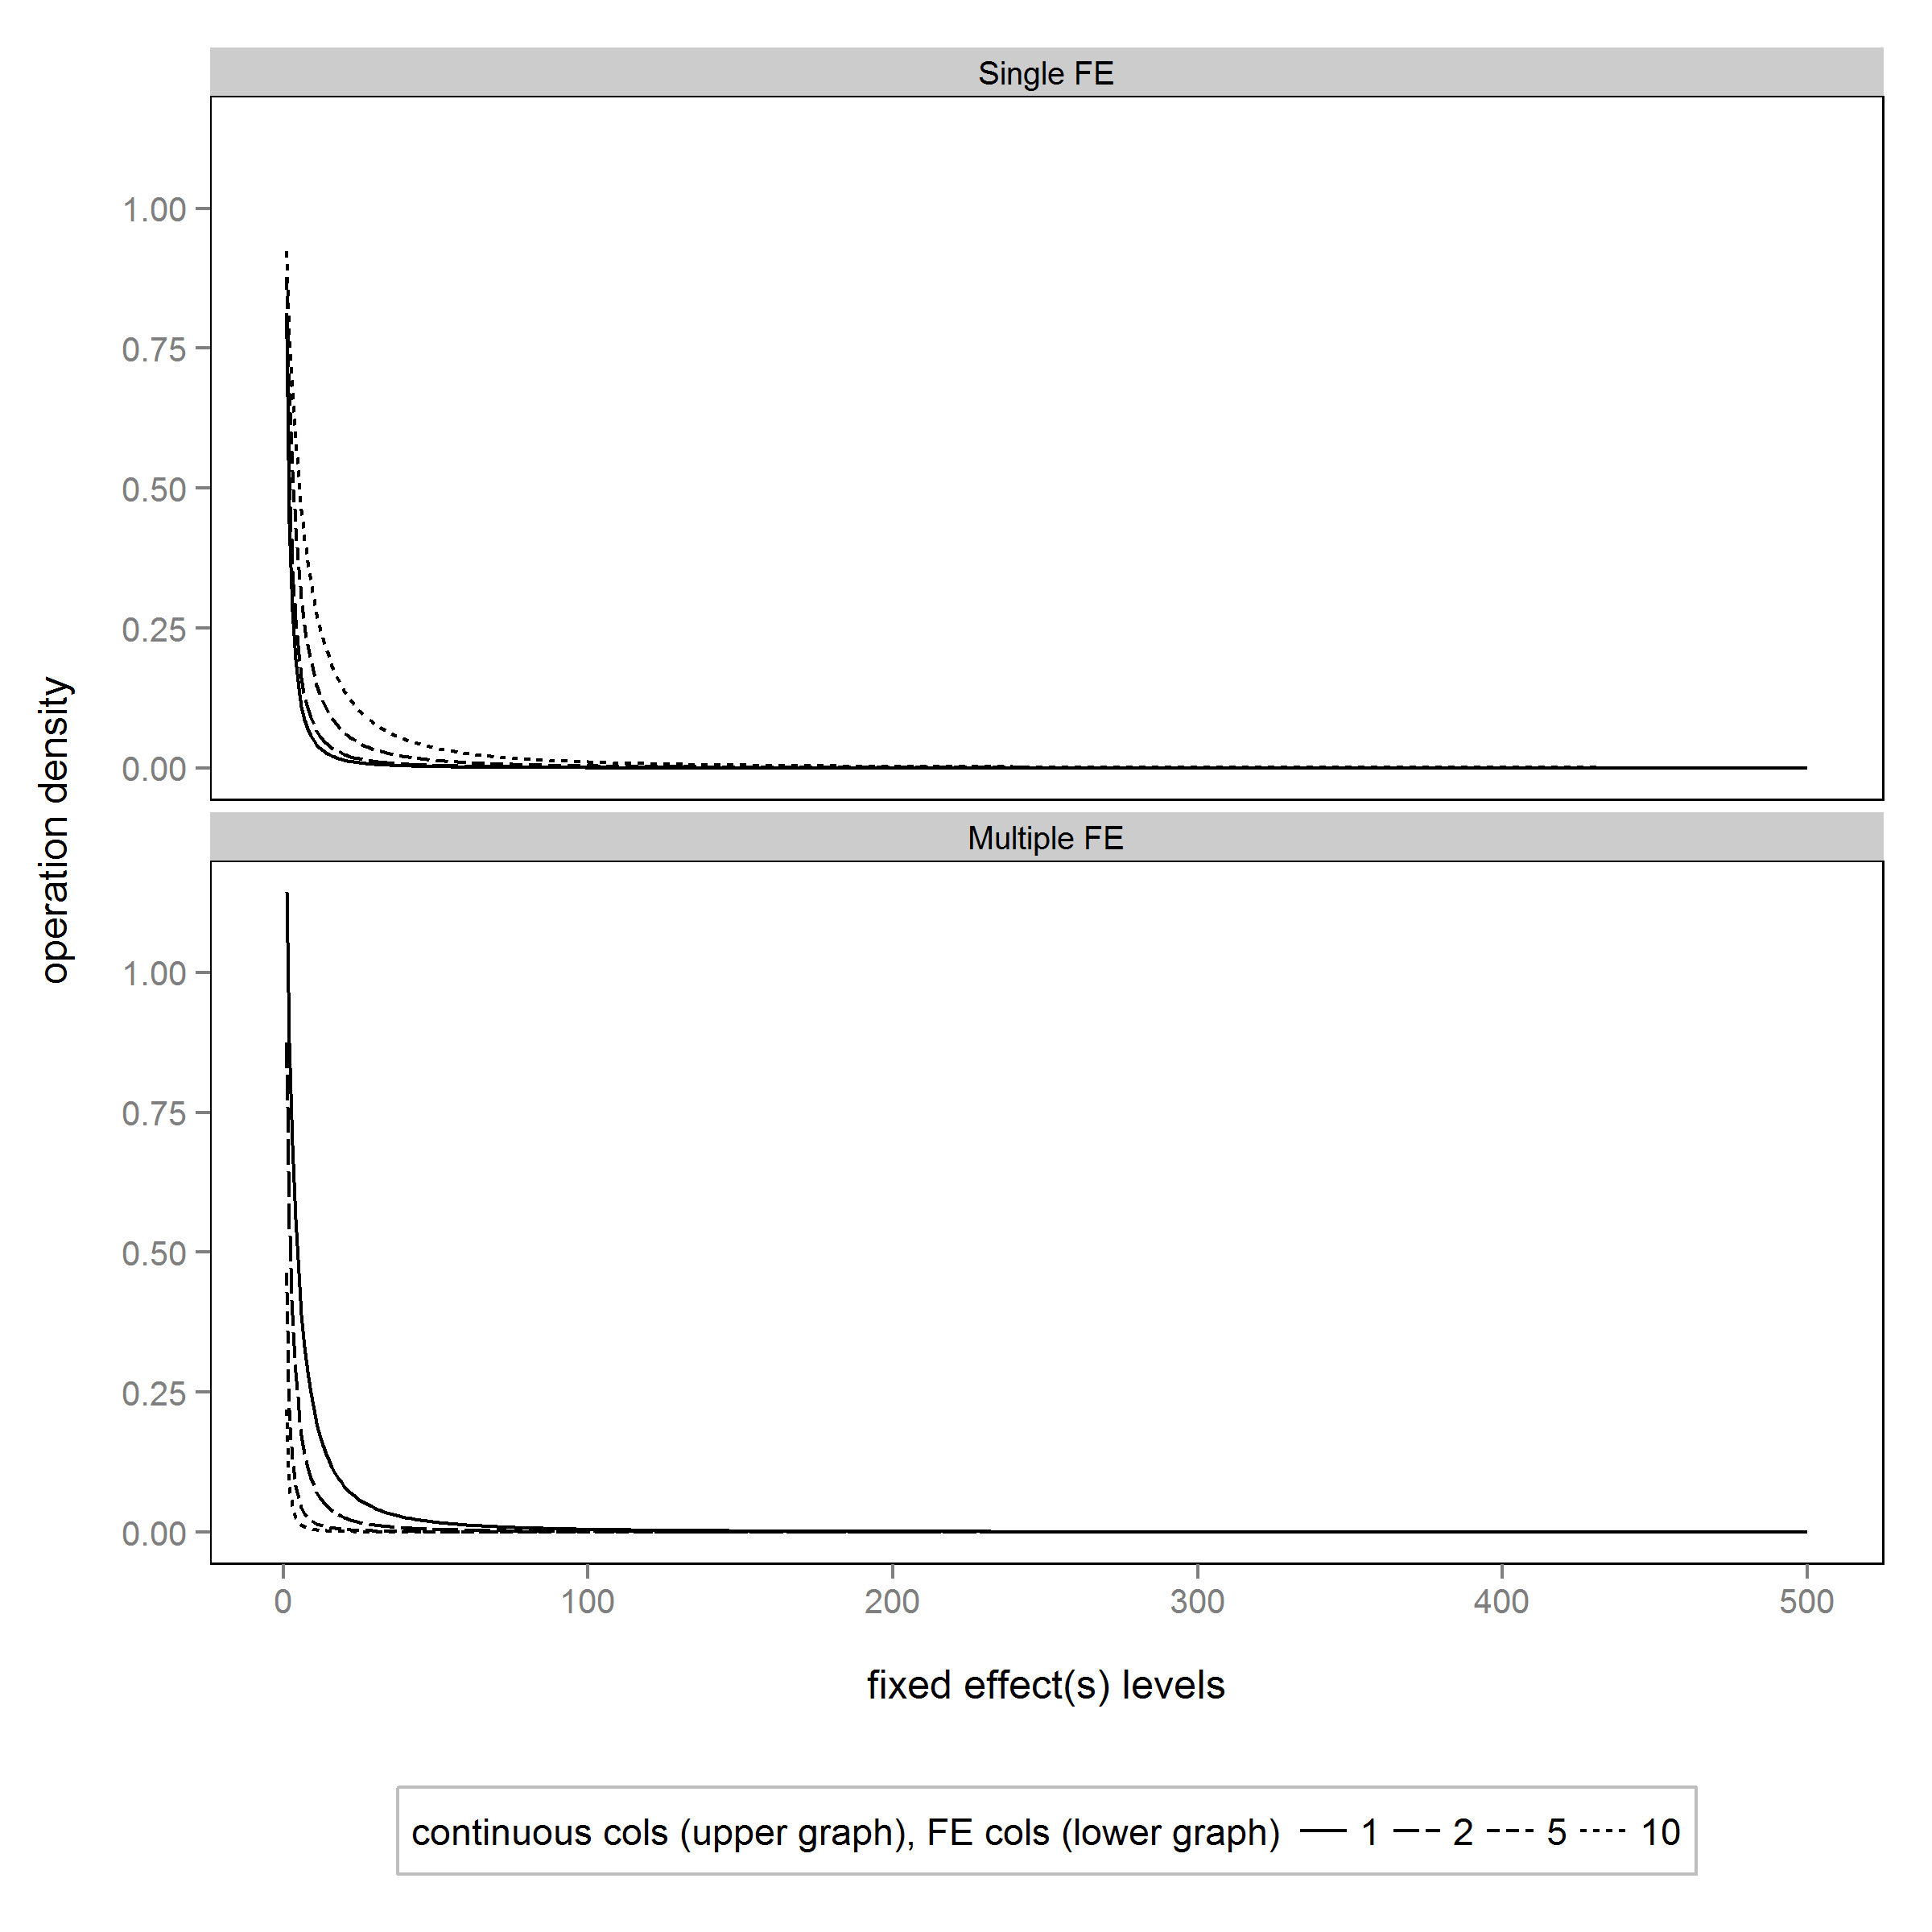 Single FE
1.00
0.75
0.50
0.25
0.00
operation density
Multiple FE
1.00
0.75
0.50
0.25
0.00
0 100 200 300 400 500
fixed effect(s) levels
continuous cols (upper graph), FE cols (lower graph) 1 2 5 10